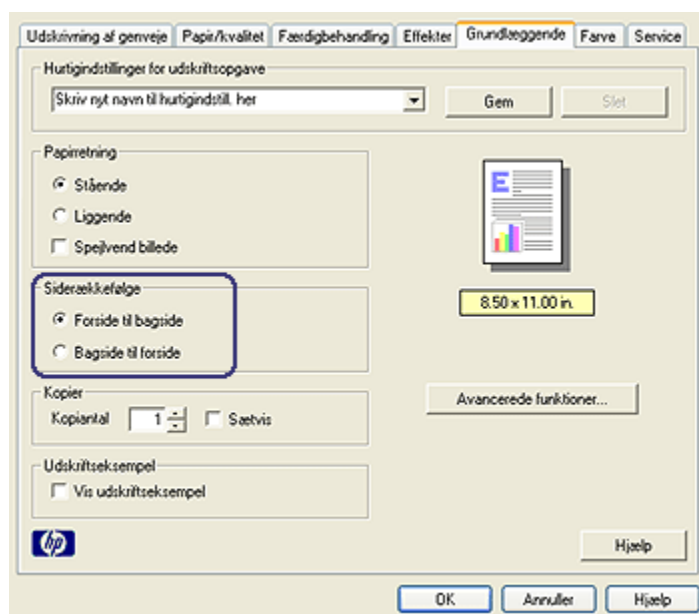 Udskrivning af genveje Papir/kvalitet Færdigbehandling Effekter Grundlæggende Farve Service
Hurtigindstillinger for udskriftsopgave
Skriv nyt navn til hurtigindstill. her Gem Slet
Papirretning
Stående
Liggende
Spejlvend billede
E
8.50 x 11.00 in.
Siderækkefølge
Forside til bagside
Bagside til forside
Kopier
Kopiantal 1 Sætvis
Avancerede funktioner...
Udskriftseksempel
Vis udskriftseksempel
hp
Hjælp
OK Annuller Hjælp